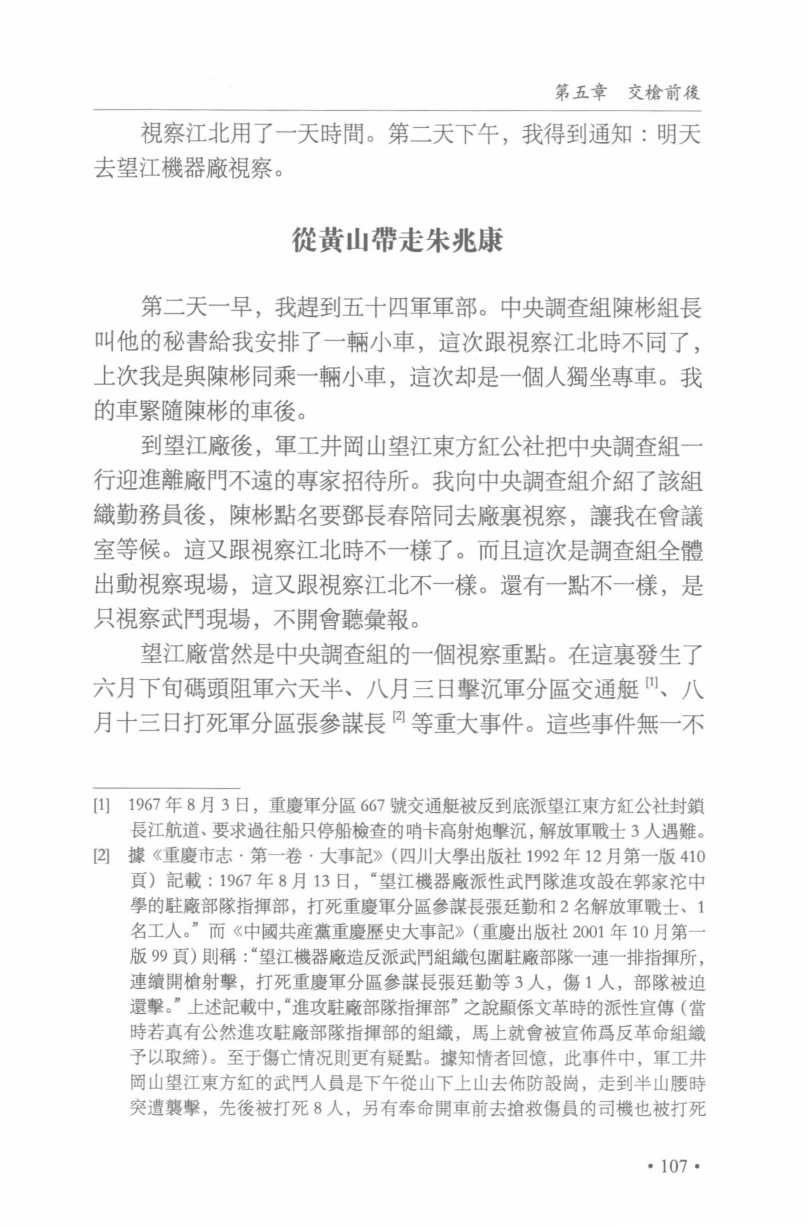 第五章　交槍前後
視察江北用了一天時間。第二天下午，我得到通知：明天
去望江機器廠視察。
從黃山帶走朱兆康
第二天一早，我趕到五十四軍軍部。中央調查組陳彬組長
叫他的秘書給我安排了一輛小車，這次跟視察江北時不同了，
上次我是與陳彬同乘一輛小車，這次却是一個人獨坐專車。我
的車緊隨陳彬的車後。
到望江廠後，軍工井岡山望江東方紅公社把中央調查組一
行迎進離廠門不遠的專家招待所。我向中央調查組介紹了該組
織勤務員後，陳彬點名要鄧長春陪同去廠裏視察，讓我在會議
室等候。這又跟視察江北時不一樣了。而且這次是調查組全體
出動視察現場，這又跟視察江北不一樣。還有一點不一樣，是
只視察武鬥現場，不開會聽彙報。
望江廠當然是中央調查組的一個視察重點。在這裏發生了
六月下旬碼頭阻軍六天半、八月三日擊沉軍分區交通艇[1]、八
月十三日打死軍分區張參謀長[2]等重大事件。這些事件無一不
[1] 1967年8月3日，重慶軍分區667號交通艇被反到底派望江東方紅公社封鎖
長江航道、要求過往船只停船檢查的哨卡高射炮擊沉，解放軍戰士3人遇難。
[2] 據《重慶市志·第一卷·大事記》（四川大學出版社1992年12月第一版410
頁）記載：1967年8月13日，“望江機器廠派性武鬥隊進攻設在郭家沱中
學的駐廠部隊指揮部，打死重慶軍分區參謀長張廷勤和2名解放軍戰士、1
名工人。”而《中國共産黨重慶歷史大事記》（重慶出版社2001年10月第一
版99頁）則稱：“望江機器廠造反派武鬥組織包圍駐廠部隊一連一排指揮所，
連續開槍射擊，打死重慶軍分區參謀長張廷勤等3人，傷1人，部隊被迫
還擊。”上述記載中，“進攻駐廠部隊指揮部”之說顯係文革時的派性宣傳（當
時若真有公然進攻駐廠部隊指揮部的組織，馬上就會被宣佈爲反革命組織
予以取締）。至于傷亡情況則更有疑點。據知情者回憶，此事件中，軍工井
岡山望江東方紅的武鬥人員是下午從山下上山去佈防設崗，走到半山腰時
突遭襲擊，先後被打死8人，另有奉命開車前去搶救傷員的司機也被打死
·107·